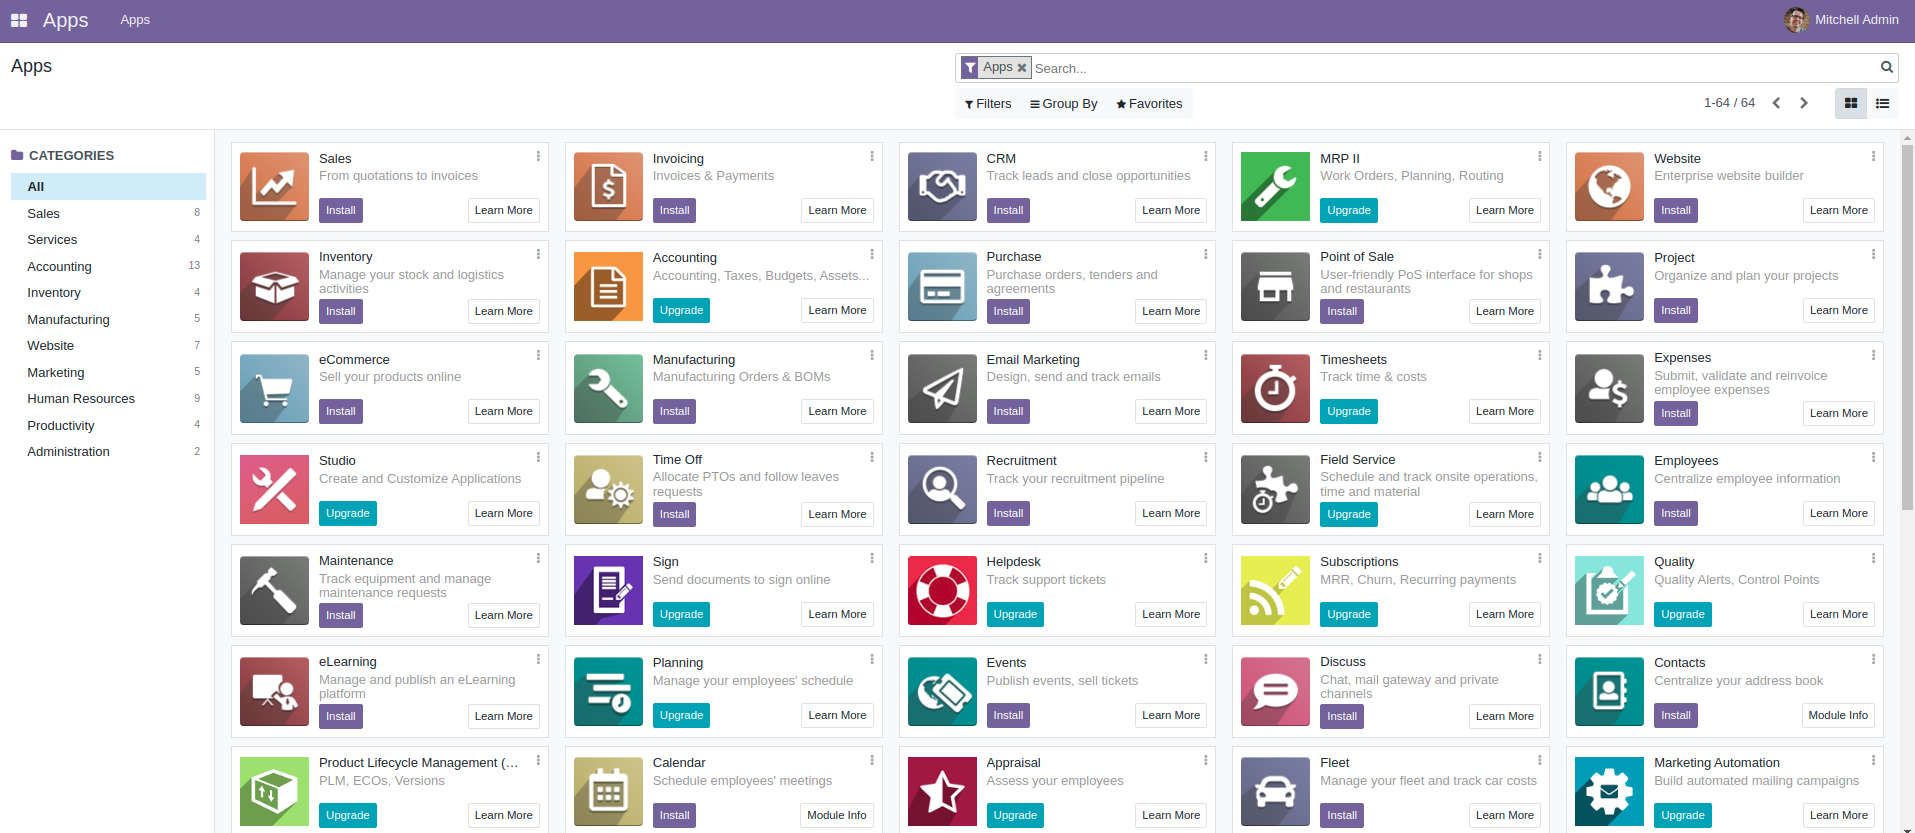 Apps
Apps
Mitchell Admin
Apps
Apps
Search...
Filters
Group By
Favorites
1-64 / 64
CATEGORIES
All
Sales 8
Services 4
Accounting 13
Inventory 4
Manufacturing 5
Website 7
Marketing 5
Human Resources 9
Productivity 4
Administration 2
Sales
From quotations to invoices
Install
Learn More
Invoicing
Invoices & Payments
Install
Learn More
CRM
Track leads and close opportunities
Install
Learn More
MRP II
Work Orders, Planning, Routing
Upgrade
Learn More
Website
Enterprise website builder
Install
Learn More
Inventory
Manage your stock and logistics
activities
Install
Learn More
Accounting
Accounting, Taxes, Budgets, Assets...
Upgrade
Learn More
Purchase
Purchase orders, tenders and
agreements
Install
Learn More
Point of Sale
User-friendly PoS interface for shops
and restaurants
Install
Learn More
Project
Organize and plan your projects
Install
Learn More
eCommerce
Sell your products online
Install
Learn More
Manufacturing
Manufacturing Orders & BOMs
Install
Learn More
Email Marketing
Design, send and track emails
Install
Learn More
Timesheets
Track time & costs
Upgrade
Learn More
Expenses
Submit, validate and reinvoice
employee expenses
Install
Learn More
Studio
Create and Customize Applications
Upgrade
Learn More
Time Off
Allocate PTOs and follow leaves
requests
Install
Learn More
Recruitment
Track your recruitment pipeline
Install
Learn More
Field Service
Schedule and track onsite operations,
time and material
Upgrade
Learn More
Employees
Centralize employee information
Install
Learn More
Maintenance
Track equipment and manage
maintenance requests
Install
Learn More
Sign
Send documents to sign online
Upgrade
Learn More
Helpdesk
Track support tickets
Upgrade
Learn More
Subscriptions
MRR, Churn, Recurring payments
Upgrade
Learn More
Quality
Quality Alerts, Control Points
Upgrade
Learn More
eLearning
Manage and publish an eLearning
platform
Install
Learn More
Planning
Manage your employees' schedule
Upgrade
Learn More
Events
Publish events, sell tickets
Install
Learn More
Discuss
Chat, mail gateway and private
channels
Install
Learn More
Contacts
Centralize your address book
Install
Module Info
Product Lifecycle Management (...
PLM, ECOs, Versions
Upgrade
Learn More
Calendar
Schedule employees' meetings
Install
Module Info
Appraisal
Assess your employees
Upgrade
Learn More
Fleet
Manage your fleet and track car costs
Install
Learn More
Marketing Automation
Build automated mailing campaigns
Upgrade
Learn More